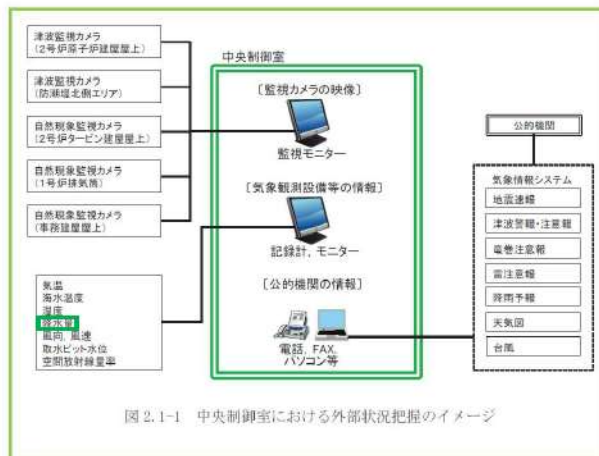 津波監視カメラ
(2号炉原子炉建屋屋上)
津波監視カメラ
(防潮堤北側エリア)
自然現象監視カメラ
(2号炉タービン建屋屋上)
自然現象監視カメラ
(1号炉排気筒)
自然現象監視カメラ
(事務建屋屋上)
気温
海水温度
湿度
降水量
風向，風速
取水ピット水位
空間放射線量率
中央制御室
[監視カメラの映像]
監視モニター
[気象観測設備等の情報]
記録計，モニター
[公的機関の情報]
電話，FAX，
パソコン等
公的機関
気象情報システム
地震速報
津波警報・注意報
竜巻注意報
雷注意報
降雨予報
天気図
台風
図 2.1-1 中央制御室における外部状況把握のイメージ